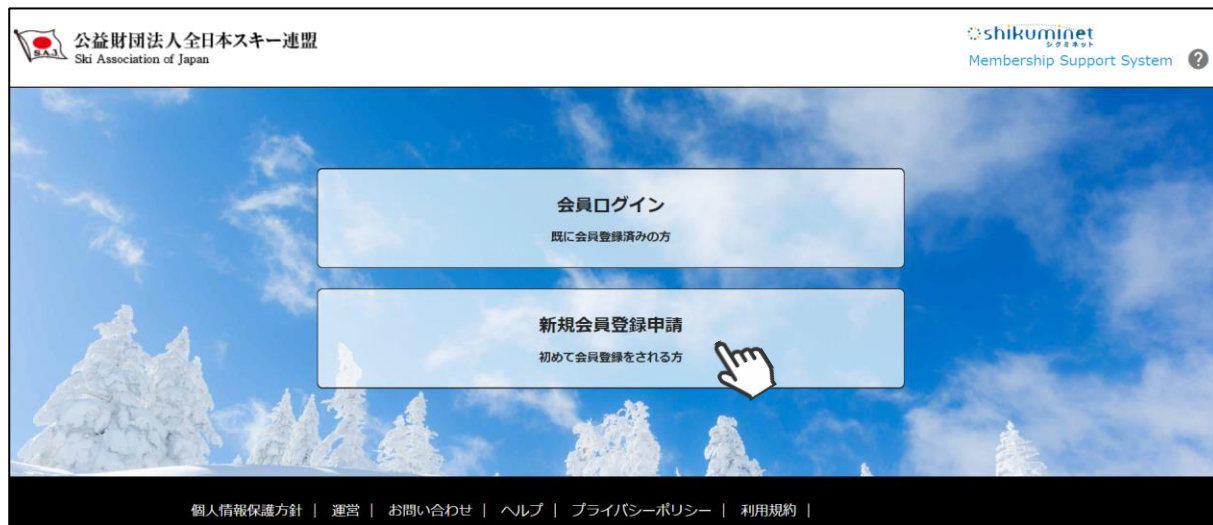 S.A.J.
公益財団法人全日本スキー連盟
Ski Association of Japan
shikuminet
シクミネット
Membership Support System ?
会員ログイン
既に会員登録済みの方
新規会員登録申請
初めて会員登録をされる方
個人情報保護方針 | 運営 | お問い合わせ | ヘルプ | プライバシーポリシー | 利用規約 |